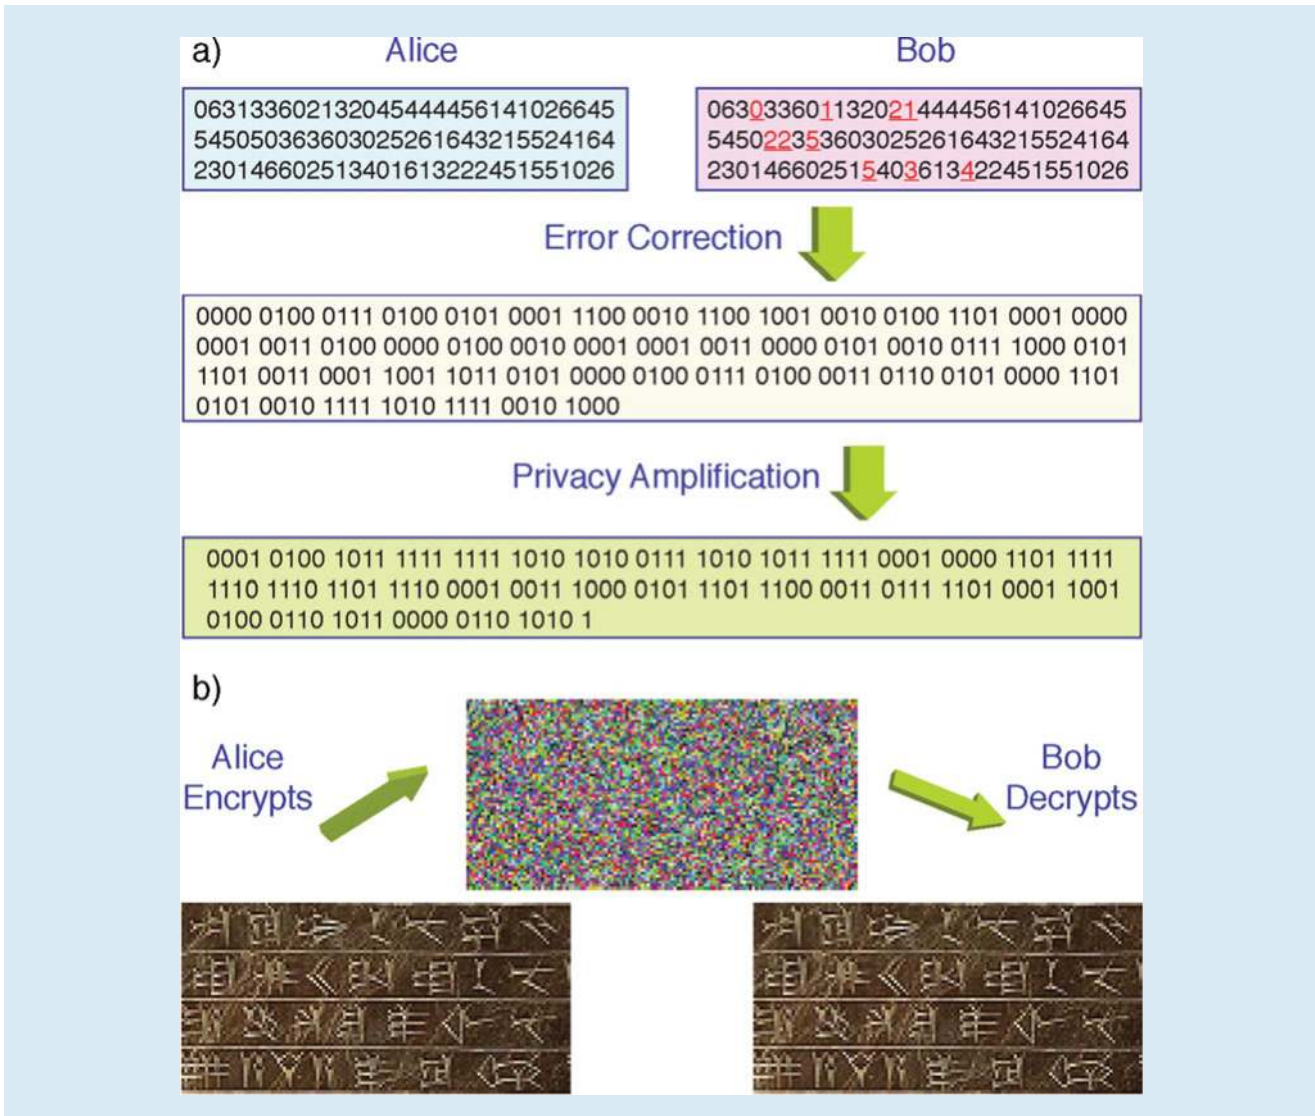 a) Alice Bob
063133602132045444456141026645
545050363603025261643215524164
230146602513401613222451551026
063033601132021444456141026645
545022353603025261643215524164
230146602515403613422451551026
Error Correction
0000 0100 0111 0100 0101 0001 1100 0010 1100 1001 0010 0100 1101 0001 0000
0001 0011 0100 0000 0100 0010 0001 0001 0011 0000 0101 0010 0111 1000 0101
1101 0011 0001 1001 1011 0101 0000 0100 0111 0100 0011 0110 0101 0000 1101
0101 0010 1111 1010 1111 0010 1000
Privacy Amplification
0001 0100 1011 1111 1111 1010 1010 0111 1010 1011 1111 0001 0000 1101 1111
1110 1110 1101 1110 0001 0011 1000 0101 1101 1100 0011 0111 1101 0001 1001
0100 0110 1011 0000 0110 1010 1
b)
Alice
Encrypts
Bob
Decrypts